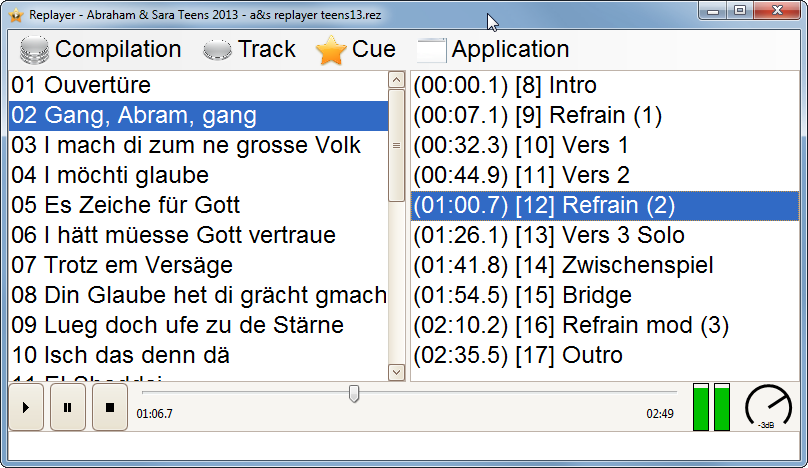 Replayer - Abraham & Sara Teens 2013 - a&s replayer teens13.rez
Compilation Track Cue Application
01 Ouvertüre
02 Gang, Abram, gang
03 I mach di zum ne grosse Volk
04 I möchti glaube
05 Es Zeiche für Gott
06 I hätt müesse Gott vertraue
07 Trotz em Versäge
08 Din Glaube het di grächt gmach
09 Lueg doch ufe zu de Stärne
10 Isch das denn dä
11 El Shaddai
(00:00.1) [8] Intro
(00:07.1) [9] Refrain (1)
(00:32.3) [10] Vers 1
(00:44.9) [11] Vers 2
(01:00.7) [12] Refrain (2)
(01:26.1) [13] Vers 3 Solo
(01:41.8) [14] Zwischenspiel
(01:54.5) [15] Bridge
(02:10.2) [16] Refrain mod (3)
(02:35.5) [17] Outro
01:06.7
02:49
-3dB